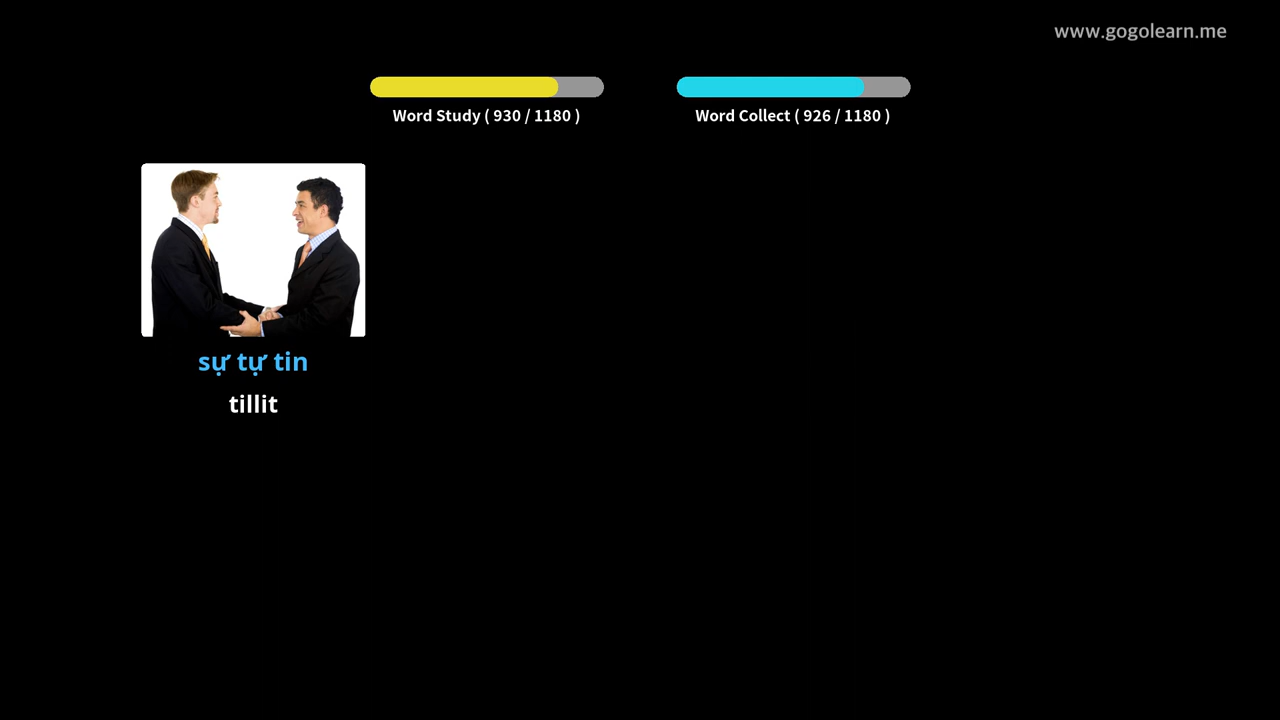 www.gogolearn.me
Word Study ( 930 / 1180 )
Word Collect ( 926 / 1180 )
sự tự tin
tillit